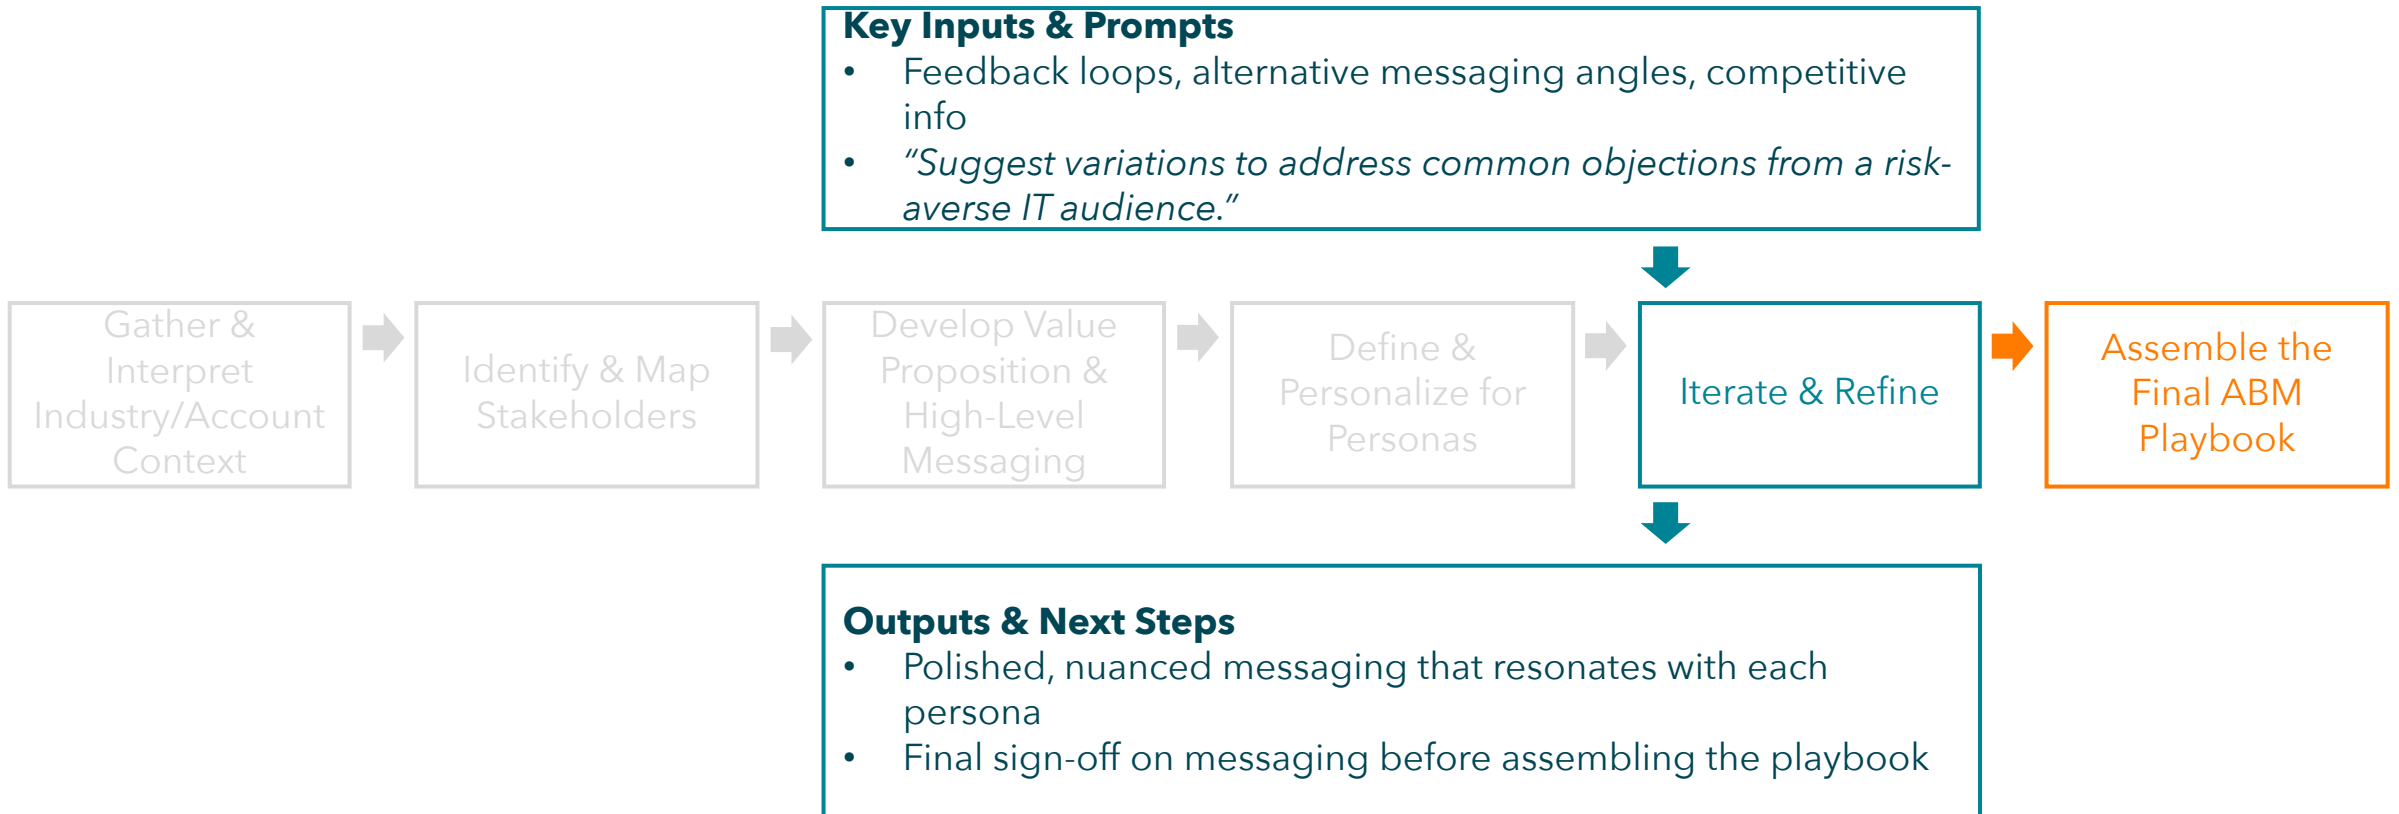 Key Inputs & Prompts
• Feedback loops, alternative messaging angles, competitive
info
• “Suggest variations to address common objections from a risk-
averse IT audience.”
Gather &
Interpret
Industry/Account
Context
Identify & Map
Stakeholders
Develop Value
Proposition &
High-Level
Messaging
Define &
Personalize for
Personas
Iterate & Refine
Assemble the
Final ABM
Playbook
Outputs & Next Steps
• Polished, nuanced messaging that resonates with each
persona
• Final sign-off on messaging before assembling the playbook